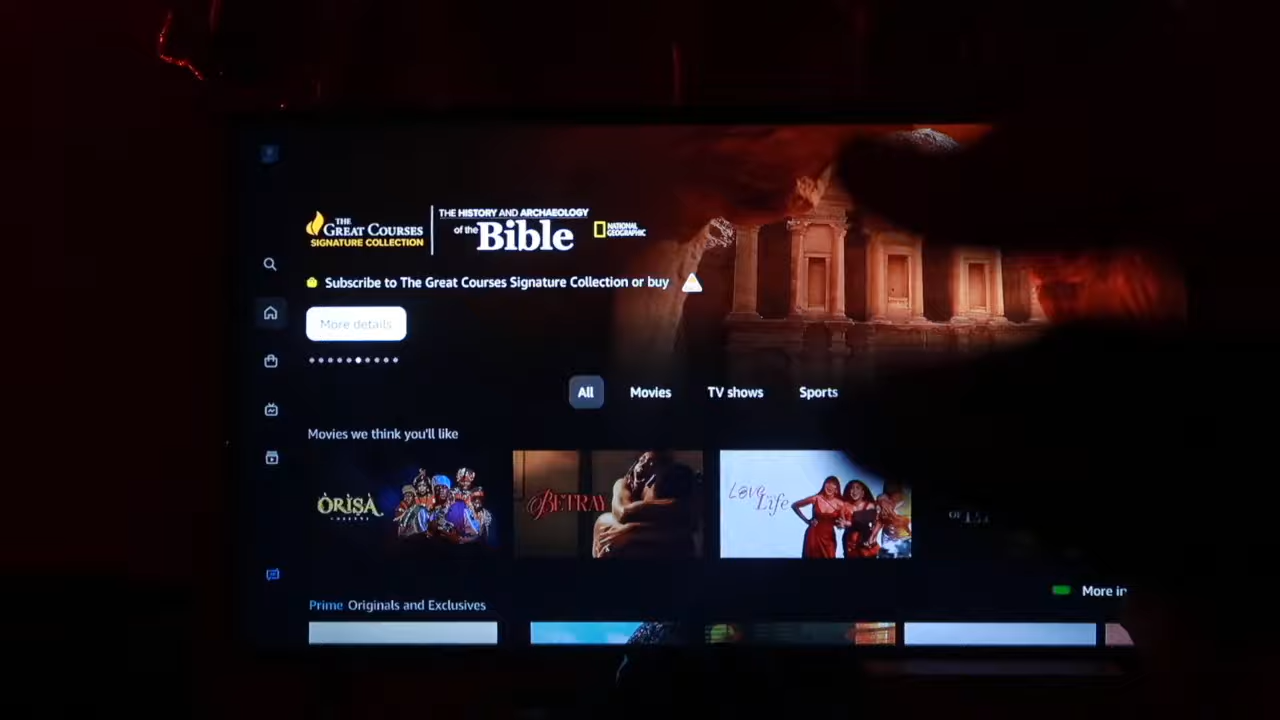 THE
GREAT COURSES
SIGNATURE COLLECTION
THE HISTORY AND ARCHAEOLOGY
of the Bible
NATIONAL
GEOGRAPHIC
Subscribe to The Great Courses Signature Collection or buy
More details
All Movies TV shows Sports
Movies we think you'll like
ÒRÌSÀ
BETRAY
Love
Life
More in
Prime Originals and Exclusives